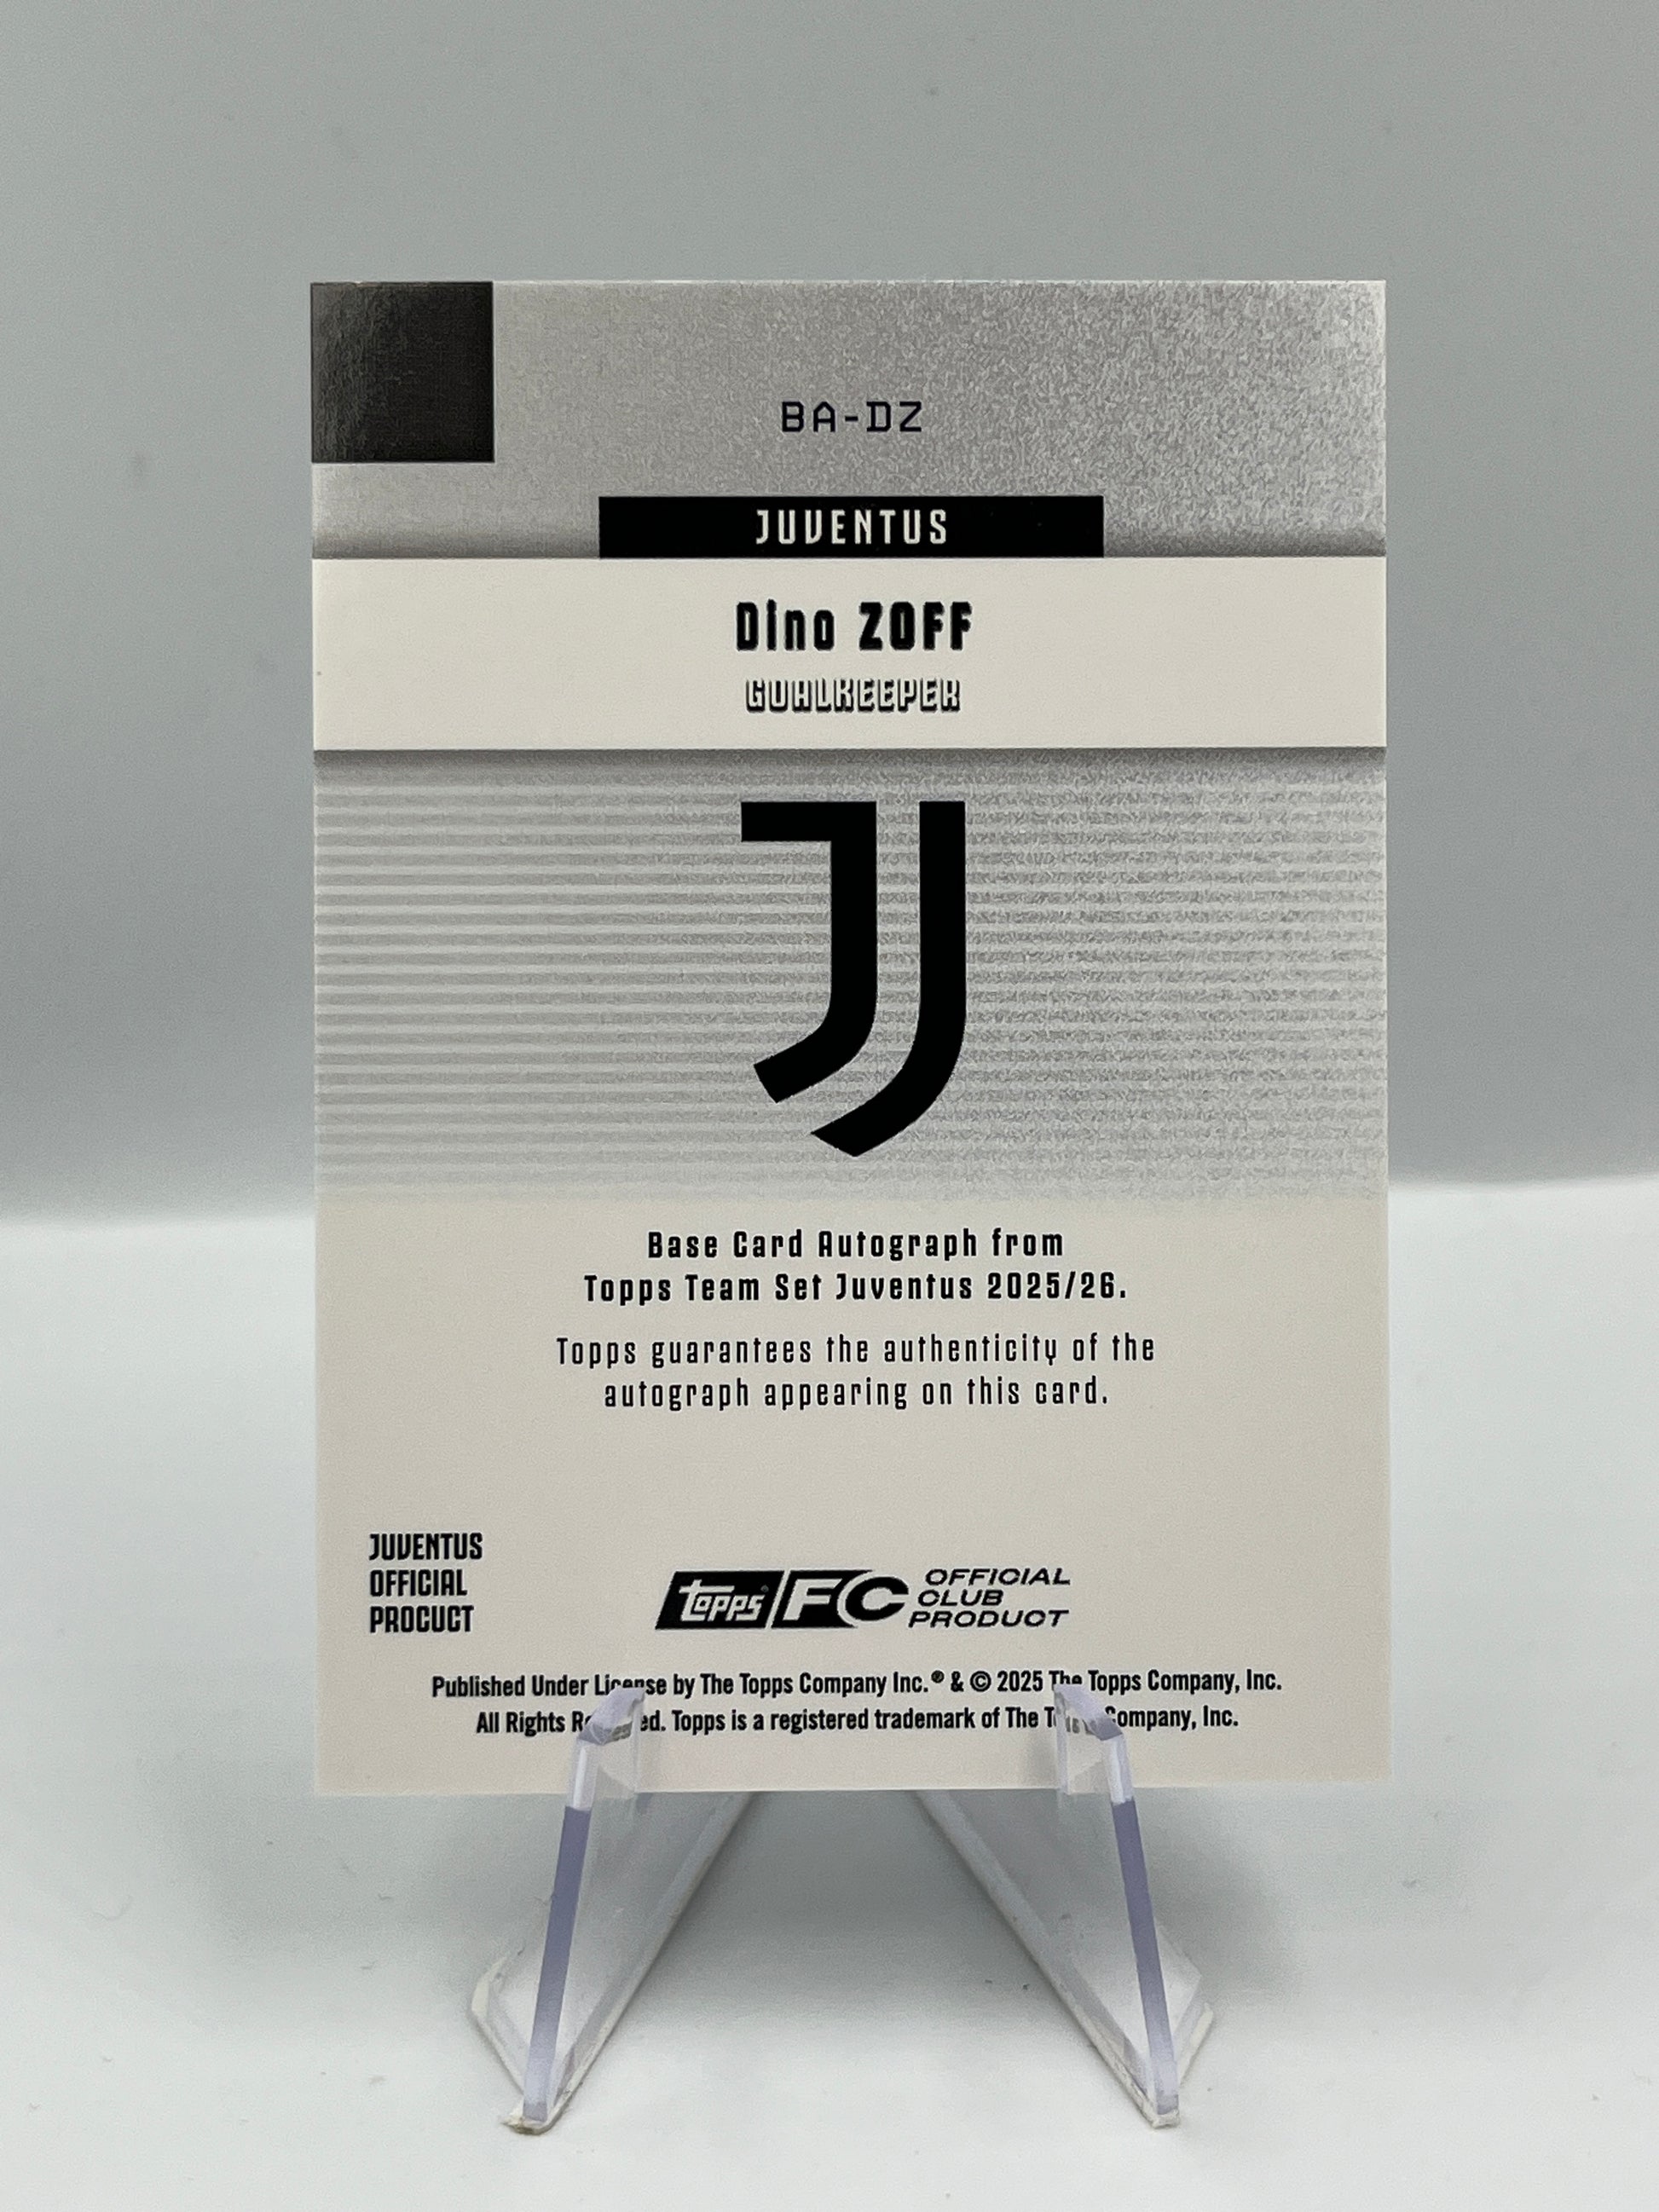 BA-DZ
JUVENTUS
Dino ZOFF
GOALKEEPER
Base Card Autograph from
Topps Team Set Juventus 2025/26.
Topps guarantees the authenticity of the
autograph appearing on this card.
JUVENTUS
OFFICIAL
PROCUCT
topps® FC OFFICIAL
CLUB
PRODUCT
Published Under License by The Topps Company Inc.® & © 2025 The Topps Company, Inc.
All Rights Reserved. Topps is a registered trademark of The Topps Company, Inc.